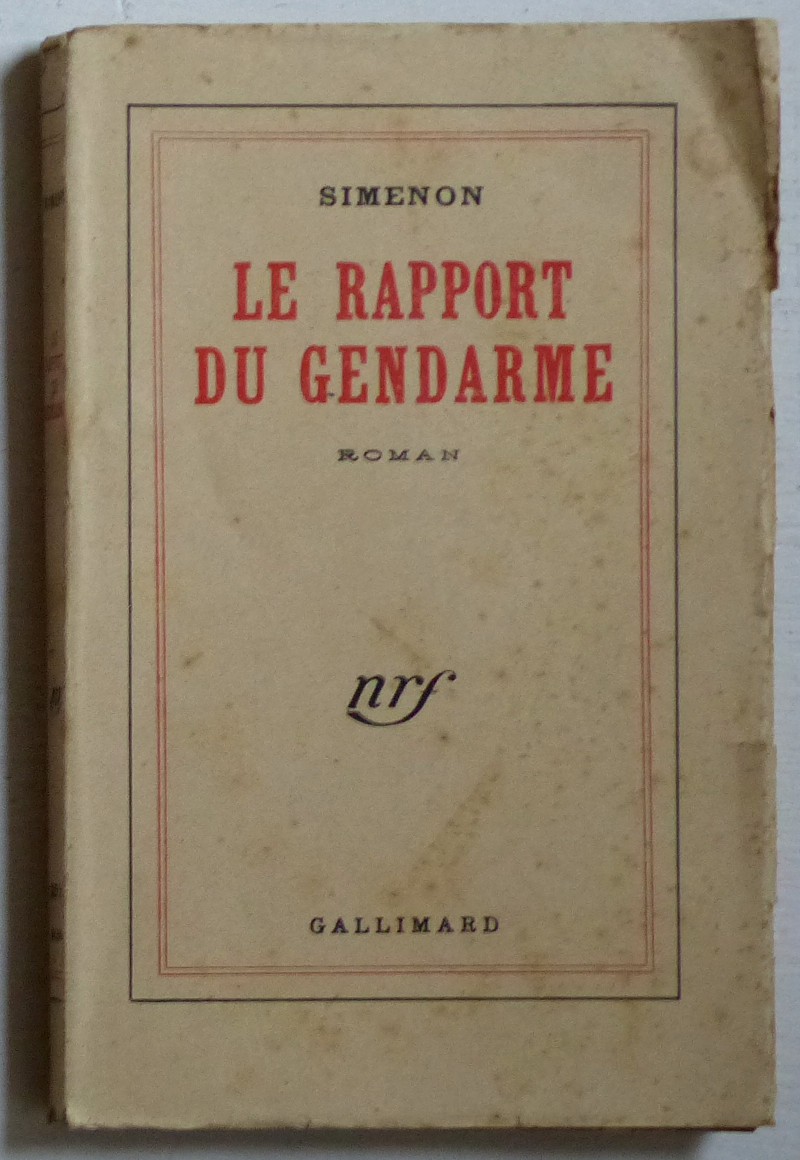 SIMENON
LE RAPPORT
DU GENDARME
ROMAN
nrf
GALLIMARD